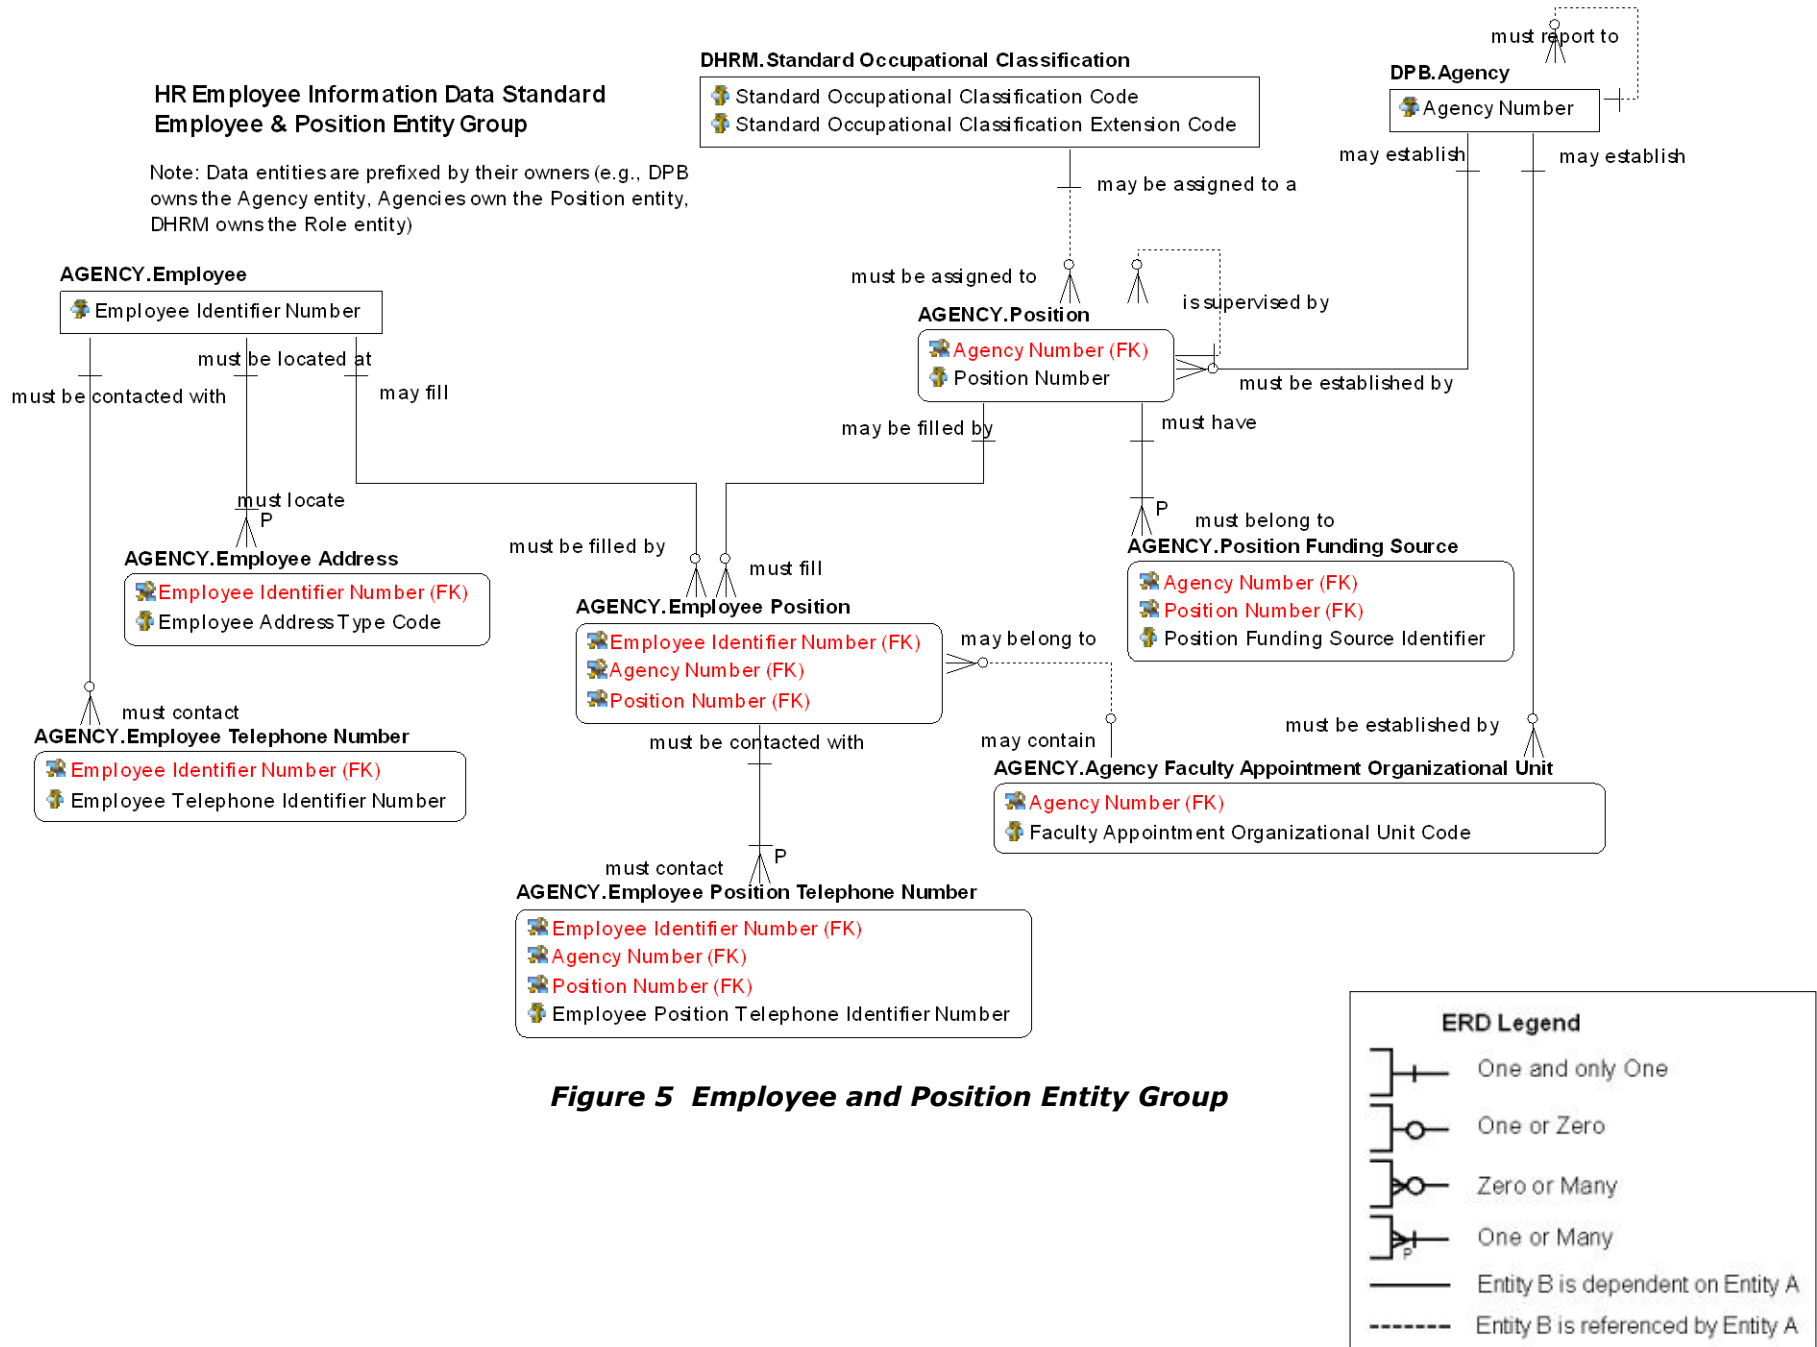 HR Employee Information Data Standard
Employee & Position Entity Group
Note: Data entities are prefixed by their owners (e.g., DPB
owns the Agency entity, Agencies own the Position entity,
DHRM owns the Role entity)
DHRM.Standard Occupational Classification
Standard Occupational Classification Code
Standard Occupational Classification Extension Code
must report to
DPB.Agency
Agency Number
may establish
may establish
may be assigned to a
must be assigned to
is supervised by
AGENCY.Position
Agency Number (FK)
Position Number
must be established by
may be filled by
must have
AGENCY.Employee
Employee Identifier Number
must be located at
must be contacted with
may fill
must locate
P
AGENCY.Employee Address
Employee Identifier Number (FK)
Employee Address Type Code
must contact
AGENCY.Employee Telephone Number
Employee Identifier Number (FK)
Employee Telephone Identifier Number
must be filled by
must fill
AGENCY.Employee Position
Employee Identifier Number (FK)
Agency Number (FK)
Position Number (FK)
P
must belong to
AGENCY.Position Funding Source
Agency Number (FK)
Position Number (FK)
Position Funding Source Identifier
may belong to
may contain
must be established by
AGENCY.Agency Faculty Appointment Organizational Unit
Agency Number (FK)
Faculty Appointment Organizational Unit Code
must be contacted with
must contact
P
AGENCY.Employee Position Telephone Number
Employee Identifier Number (FK)
Agency Number (FK)
Position Number (FK)
Employee Position Telephone Identifier Number
Figure 5 Employee and Position Entity Group
ERD Legend
One and only One
One or Zero
Zero or Many
One or Many
P
Entity B is dependent on Entity A
Entity B is referenced by Entity A